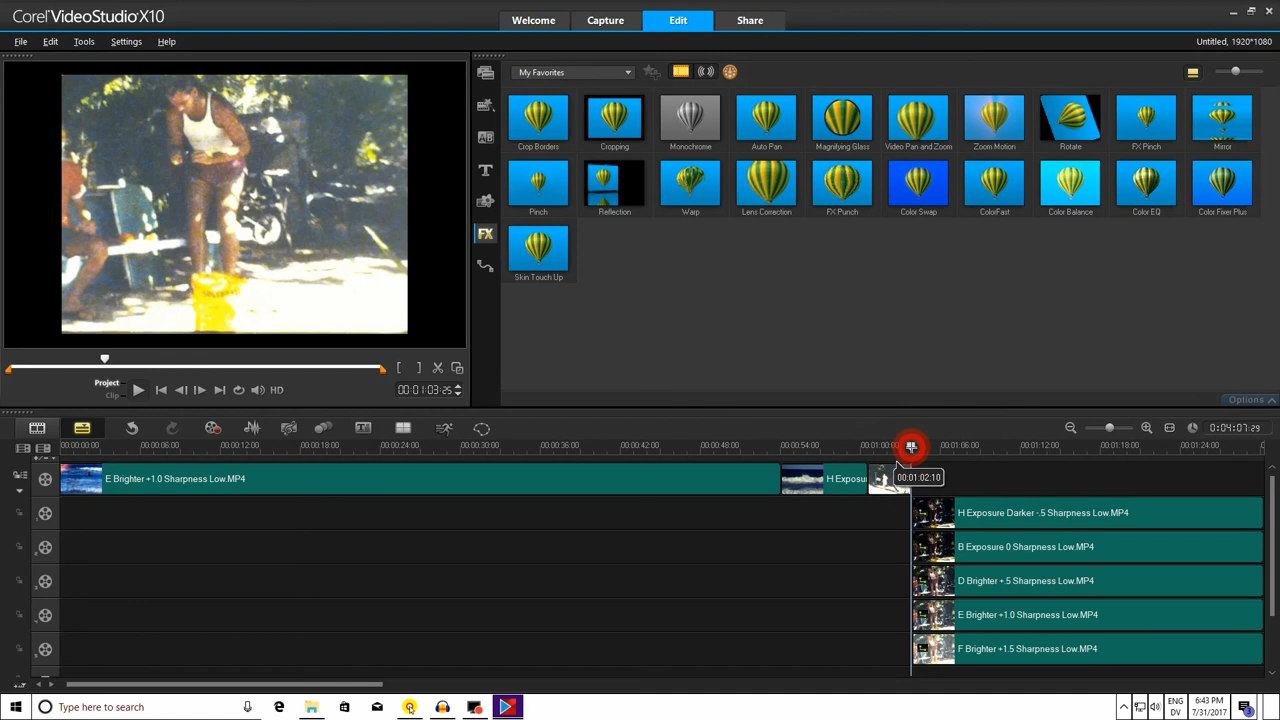 Corel VideoStudio X10
Welcome
Capture
Edit
Share
File Edit Tools Settings Help
Untitled, 1920*1080
My Favorites
Crop Borders
Cropping
Monochrome
Auto Pan
Magnifying Glass
Video Pan and Zoom
Zoom Motion
Rotate
FX Pinch
Mirror
Pinch
Reflection
Warp
Lens Correction
FX Punch
Color Swap
ColorFast
Color Balance
Color EQ
Color Fixer Plus
Skin Touch Up
Project
Clip
HD
00:01:03:25
Options
0:04:07:29
00:00:00:00
00:00:06:00
00:00:12:00
00:00:18:00
00:00:24:00
00:00:30:00
00:00:36:00
00:00:42:00
00:00:48:00
00:00:54:00
00:01:06:00
00:01:12:00
00:01:18:00
00:01:24:00
00:01:02:10
E Brighter +1.0 Sharpness Low.MP4
H Exposu
H Exposure Darker -.5 Sharpness Low.MP4
B Exposure 0 Sharpness Low.MP4
D Brighter +.5 Sharpness Low.MP4
E Brighter +1.0 Sharpness Low.MP4
F Brighter +1.5 Sharpness Low.MP4
Type here to search
ENG
DV
6:43 PM
7/31/2017
3